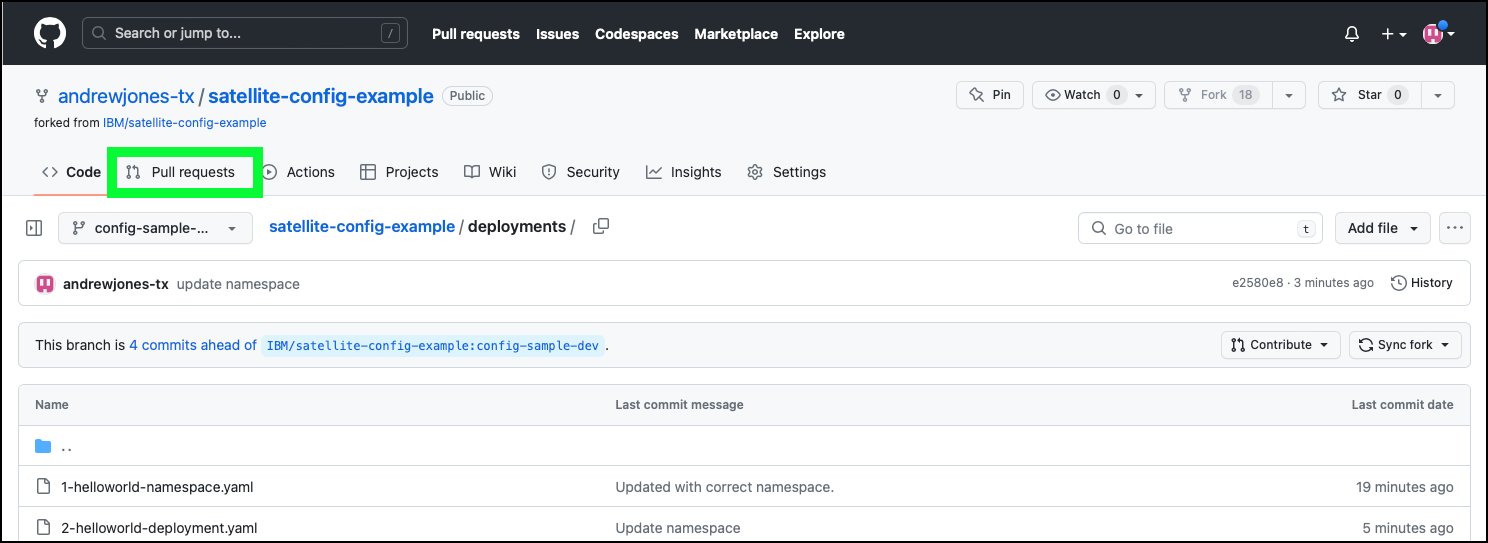 Search or jump to... / Pull requests Issues Codespaces Marketplace Explore
andrewjones-tx / satellite-config-example Public Pin Watch 0 Fork 18 Star 0
forked from IBM/satellite-config-example
Code Pull requests Actions Projects Wiki Insights Security Settings
config-sample-... satellite-config-example / deployments / Go to file t Add file ...
andrewjones-tx update namespace e2580e8 · 3 minutes ago History
This branch is 4 commits ahead of IBM/satellite-config-example:config-sample-dev . Contribute Sync fork
Name Last commit message Last commit date
..
1-helloworld-namespace.yaml Updated with correct namespace. 19 minutes ago
2-helloworld-deployment.yaml Update namespace 5 minutes ago